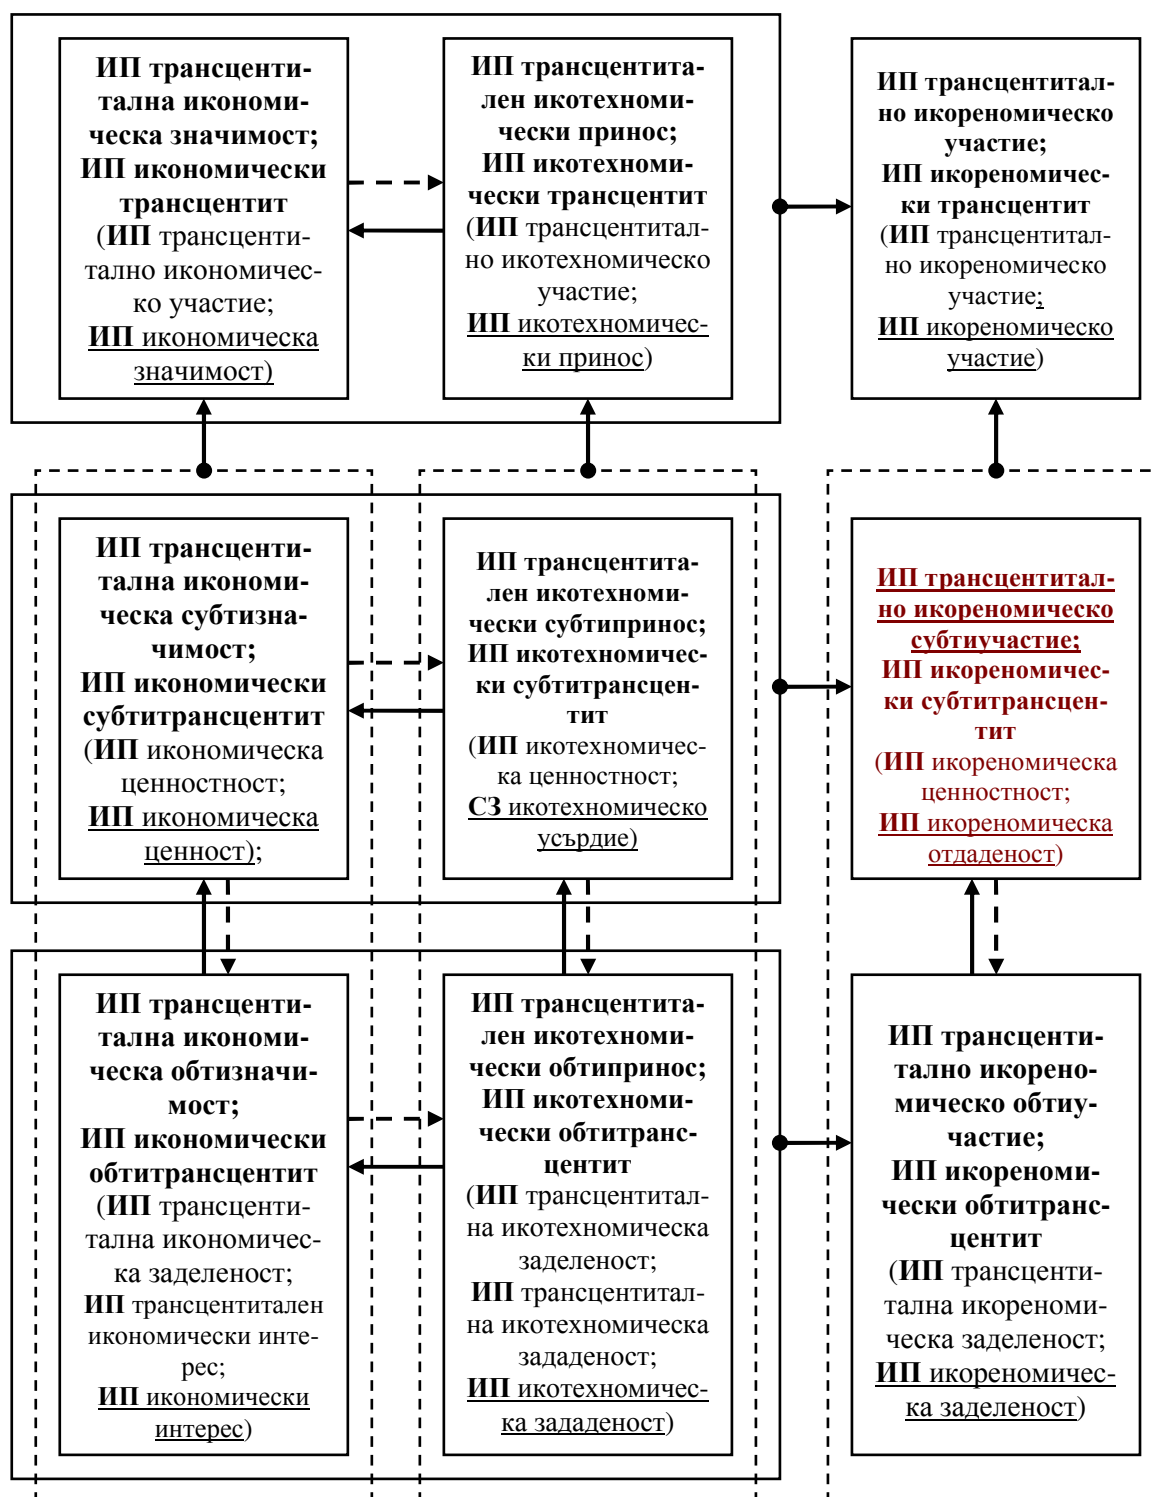 ИП трансценти-
тална икономи-
ческа значимост;
ИП икономически
трансцентит
(ИП трансценти-
тално икономичес-
ко участие;
ИП икономическа
значимост)
ИП трансцентита-
лен икотехноми-
чески принос;
ИП икотехноми-
чески трансцентит
(ИП трансцентитал-
но икотехномическо
участие;
ИП икотехномичес-
ки принос)
ИП трансцентитал-
но икореномическо
участие;
ИП икореномичес-
ки трансцентит
(ИП трансцентитал-
но икореномическо
участие;
ИП икореномическо
участие)
ИП трансценти-
тална икономи-
ческа субтизна-
чимост;
ИП икономически
субтитрансцентит
(ИП икономическа
ценностност;
ИП икономическа
ценност);
ИП трансцентита-
лен икотехноми-
чески субтипринос;
ИП икотехномичес-
ки субтитрансцен-
тит
(ИП икотехномичес-
ка ценностност;
СЗ икотехномическо
усърдие)
ИП трансцентитал-
но икореномическо
субтиучастие;
ИП икореномичес-
ки субтитрансцен-
тит
(ИП икореномическа
ценностност;
ИП икореномическа
отдаденост)
ИП трансценти-
тална икономи-
ческа обтизначи-
мост;
ИП икономически
обтитрансцентит
(ИП трансценти-
тална икономичес-
ка заделеност;
ИП трансцентитален
икономически инте-
рес;
ИП икономически
интерес)
ИП трансцентита-
лен икотехноми-
чески обтипринос;
ИП икотехноми-
чески обтитранс-
центит
(ИП трансцентитал-
на икотехномическа
заделеност;
ИП трансцентитал-
на икотехномическа
зададеност;
ИП икотехномичес-
ка зададеност)
ИП трансценти-
тално икорено-
мическо обтиу-
частие;
ИП икореноми-
чески обтитранс-
центит
(ИП трансценти-
тална икореноми-
ческа заделеност;
ИП икореномичес-
ка заделеност)